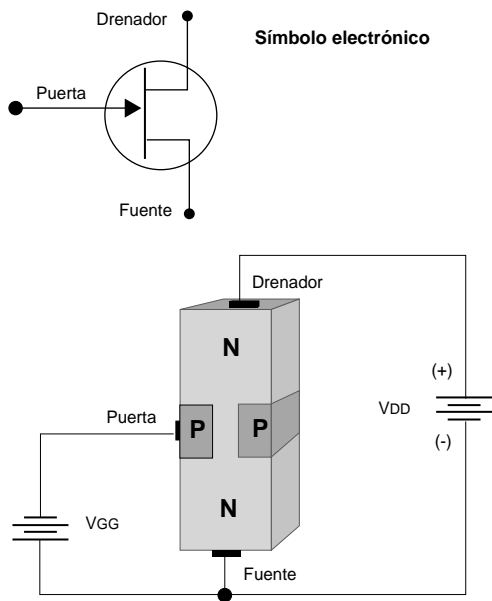 Drenador
Símbolo electrónico
Puerta
Fuente
Drenador
N
(+)
Puerta
P
P
VDD
(-)
N
VGG
Fuente